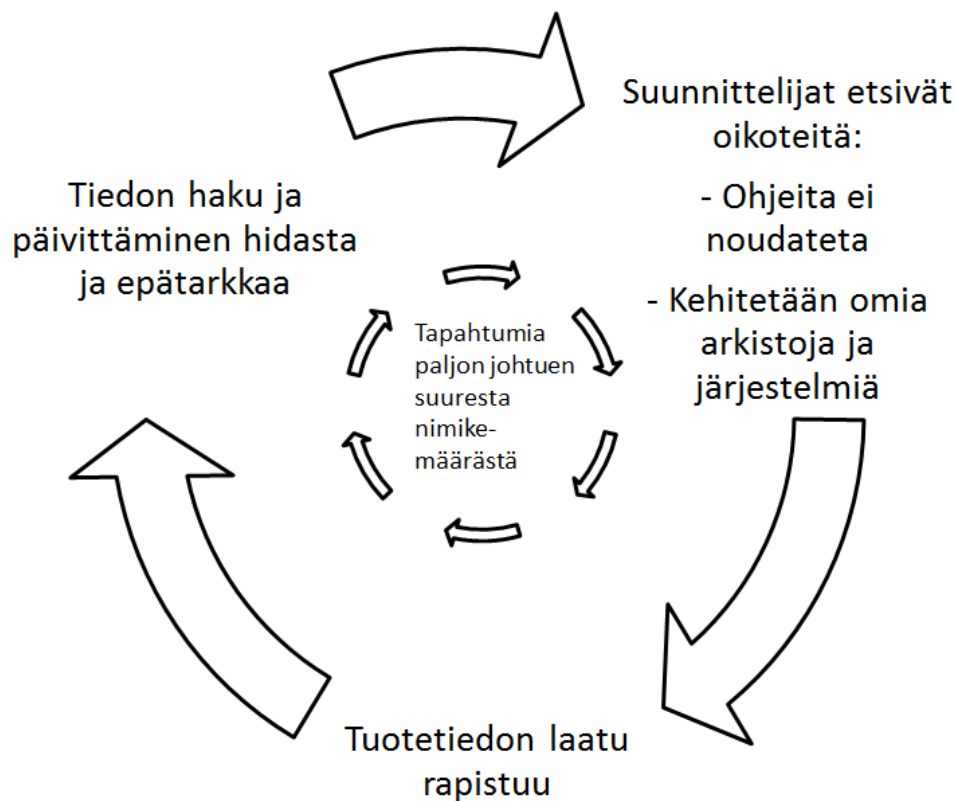 Suunnittelijat etsivät
oikoteitä:
- Ohjeita ei
noudateta
- Kehitetään omia
arkistoja ja
järjestelmiä
Tiedon haku ja
päivittäminen hidasta
ja epätarkkaa
Tapahtumia
paljon johtuen
suuresta
nimike-
määrästä
Tuotetiedon laatu
rapistuu